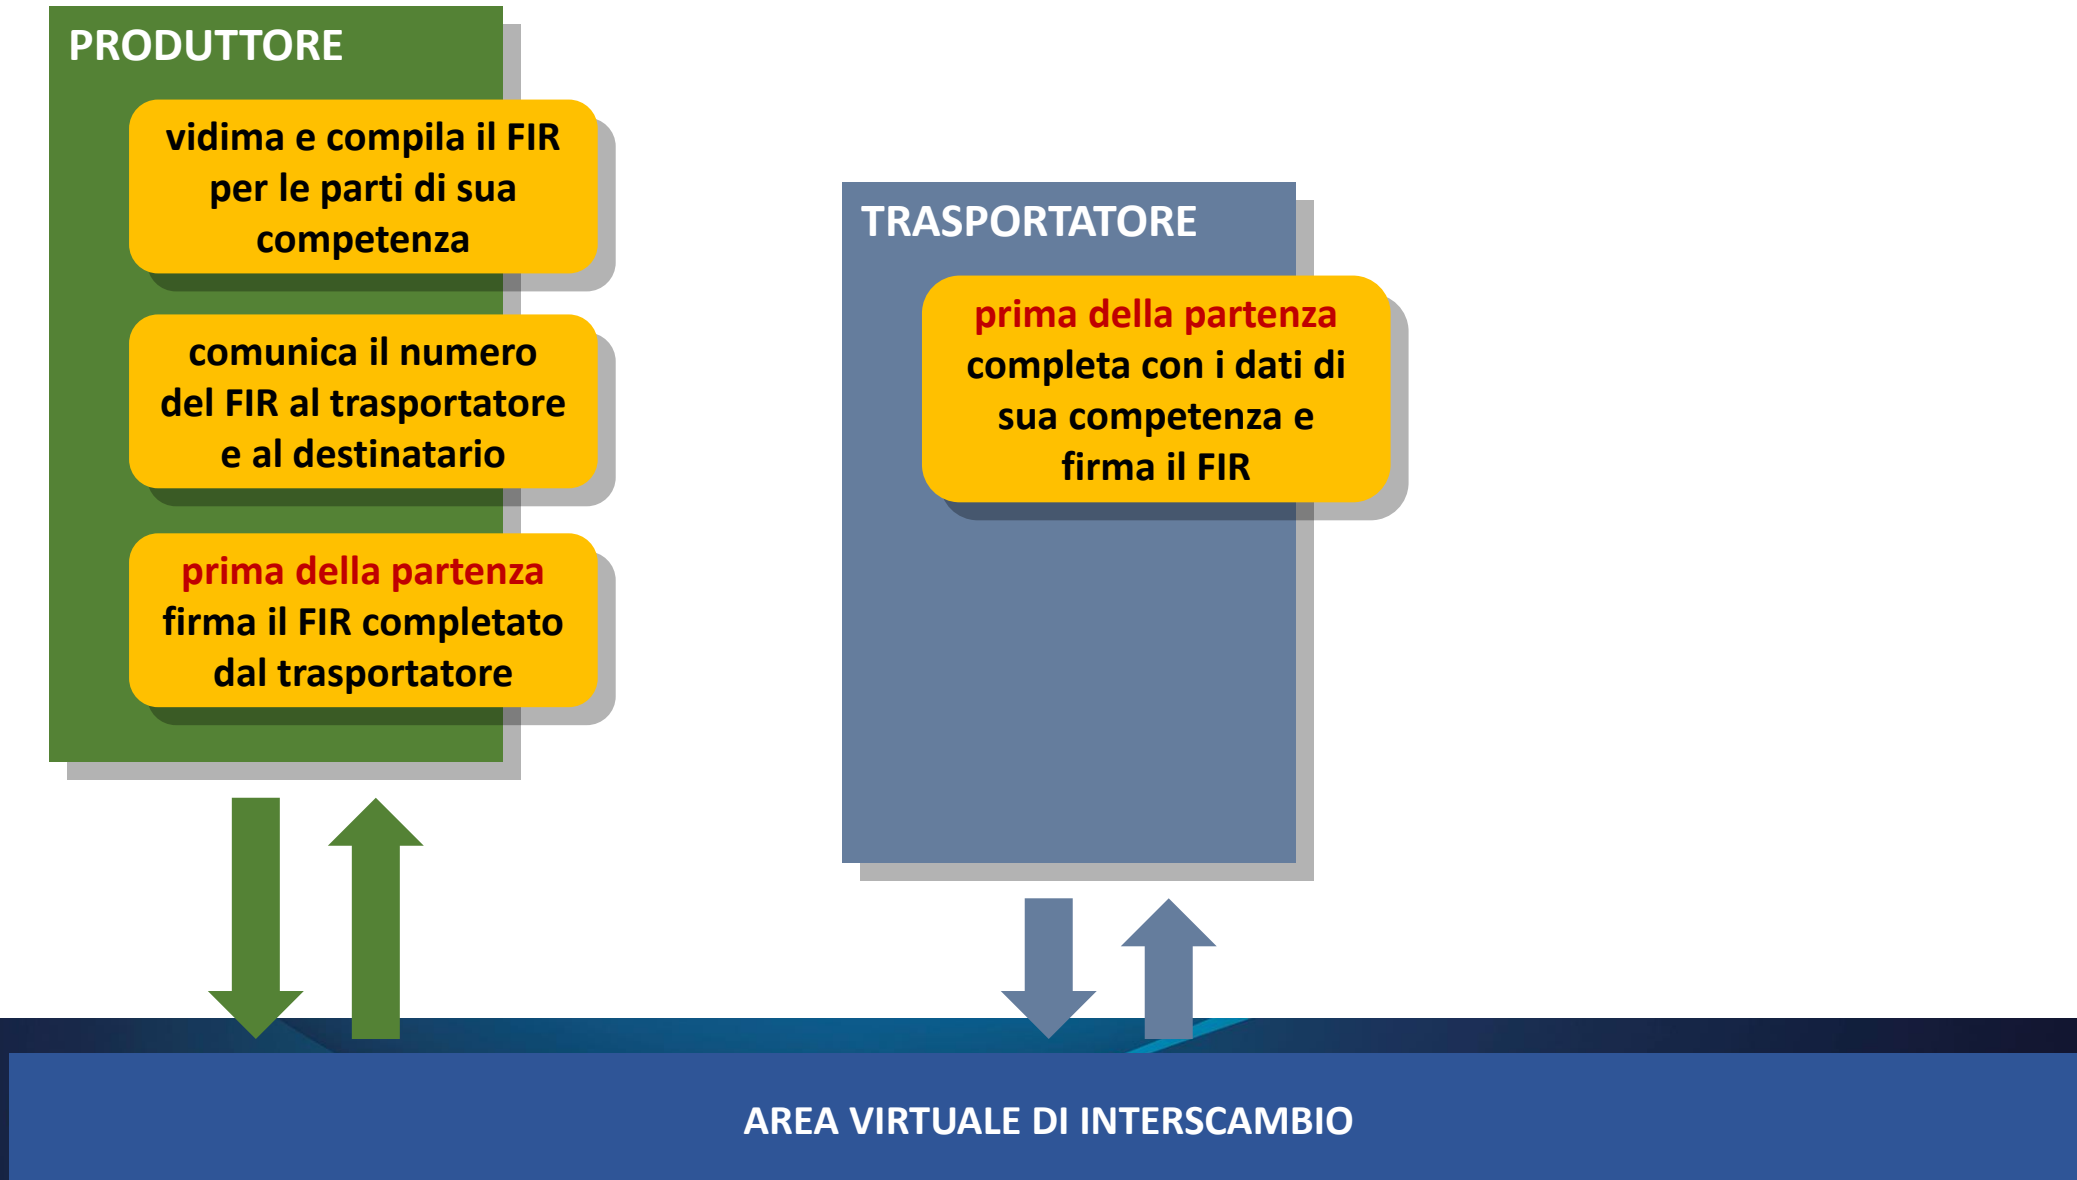 PRODUTTORE
vidima e compila il FIR
per le parti di sua
competenza
comunica il numero
del FIR al trasportatore
e al destinatario
prima della partenza
firma il FIR completato
dal trasportatore
TRASPORTATORE
prima della partenza
completa con i dati di
sua competenza e
firma il FIR
AREA VIRTUALE DI INTERSCAMBIO